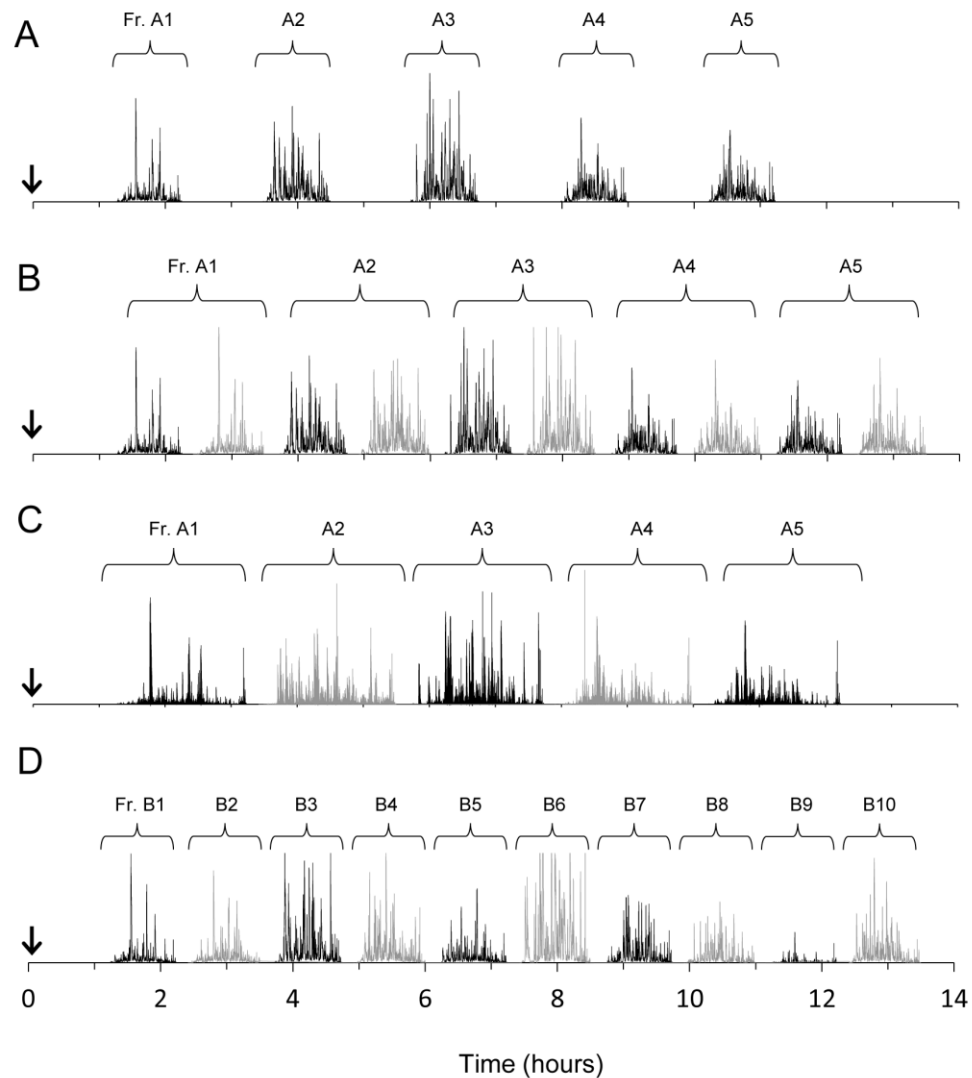 A
Fr. A1 A2 A3 A4 A5
B
Fr. A1 A2 A3 A4 A5
C
Fr. A1 A2 A3 A4 A5
D
Fr. B1 B2 B3 B4 B5 B6 B7 B8 B9 B10
0 2 4 6 8 10 12 14
Time (hours)